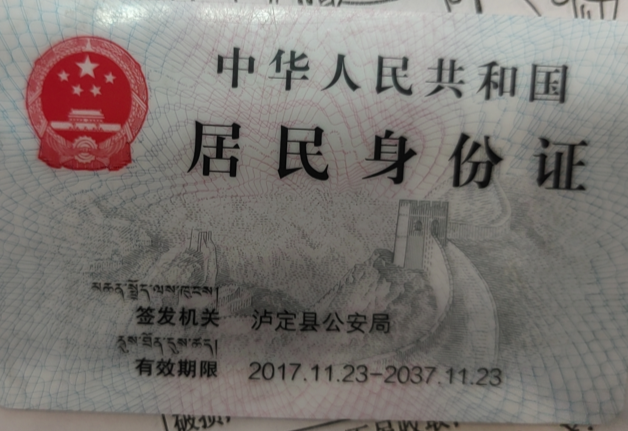 中华人民共和国
居民身份证
签发机关 泸定县公安局
有效期限 2017.11.23-2037.11.23